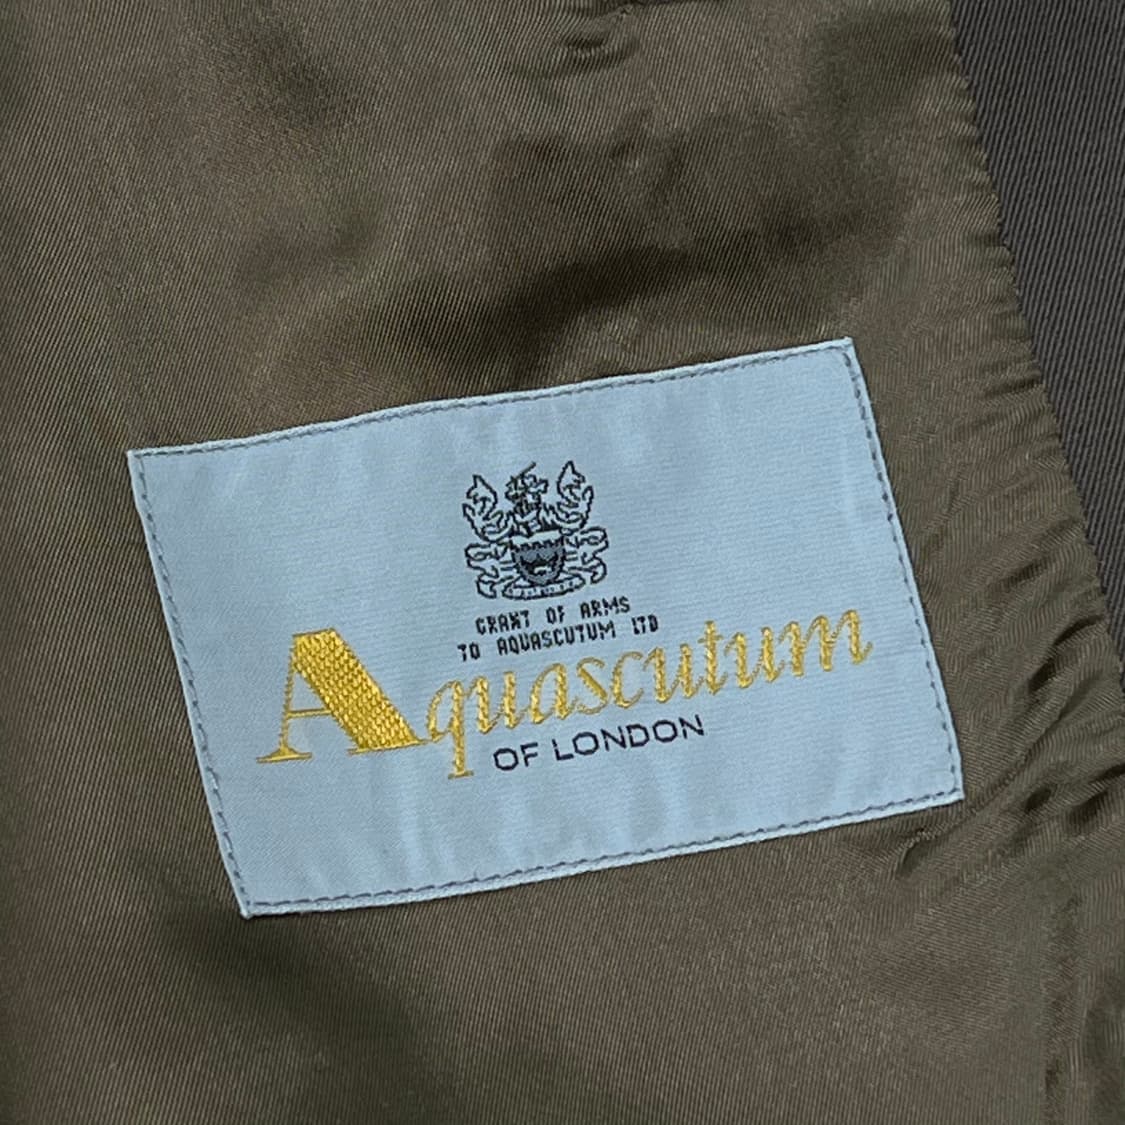 GRANT OF ARMS
TO AQUASCUTUM LTD
Aquascutum
OF LONDON